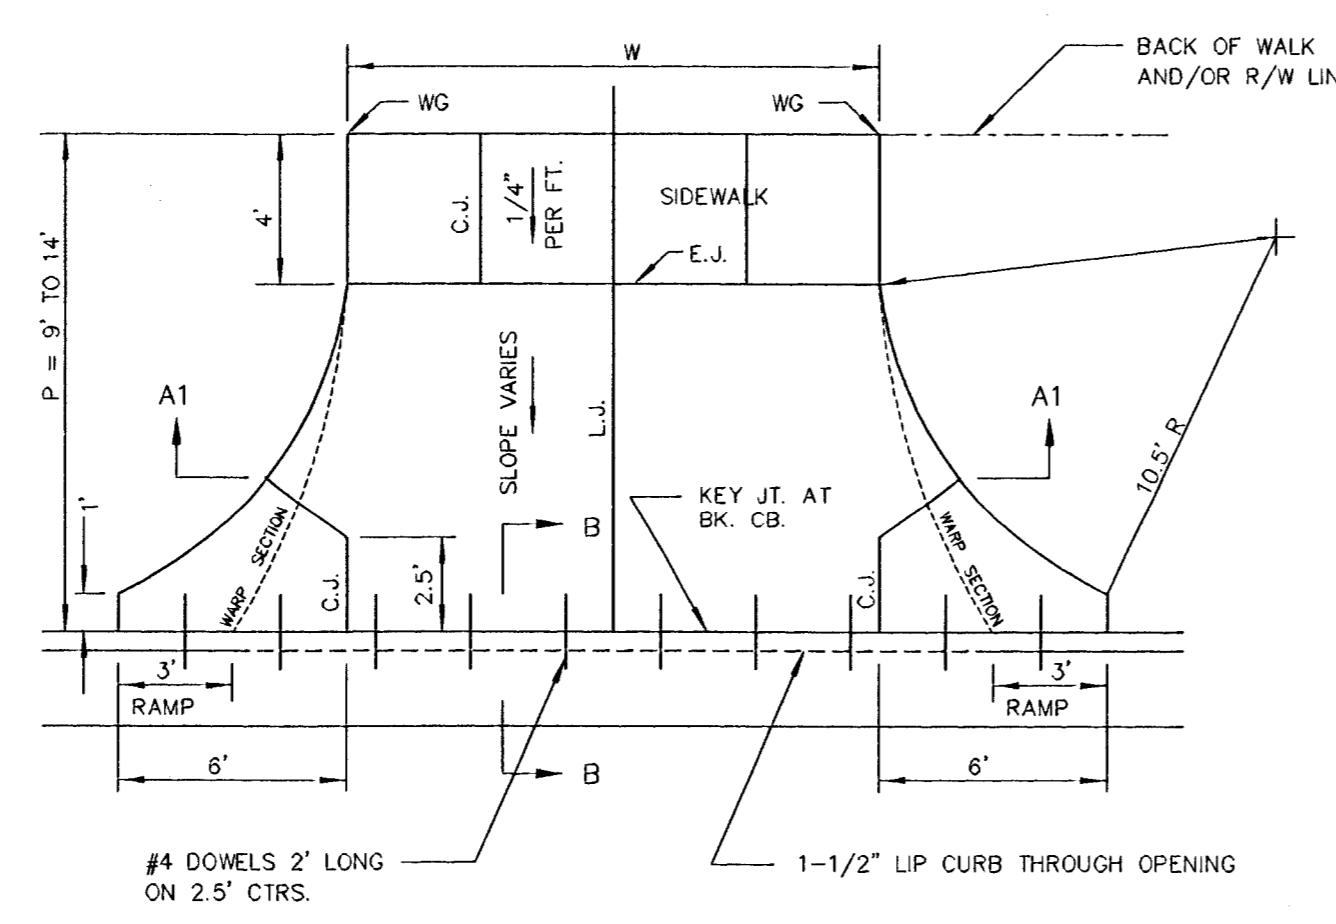 W
BACK OF WALK
AND/OR R/W LIN
WG
WG
4'
C.J.
1/4"
PER FT.
SIDEWALK
E.J.
P = 9' TO 14'
A1
A1
SLOPE VARIES
L.J.
10.5' R
1'
KEY JT. AT
BK. CB.
B
WARP SECTION
WARP SECTION
C.J.
2.5'
C.J.
3'
RAMP
3'
RAMP
6'
B
6'
#4 DOWELS 2' LONG
ON 2.5' CTRS.
1-1/2" LIP CURB THROUGH OPENING